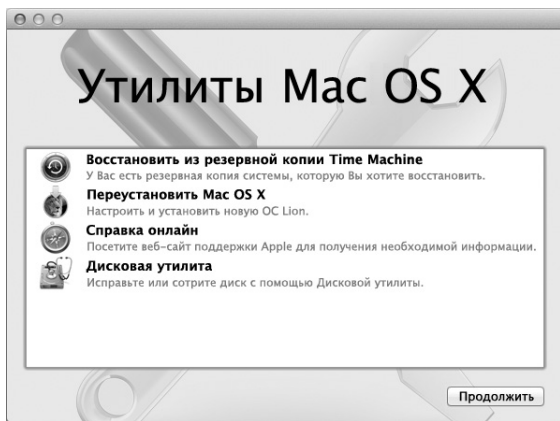 Утилиты Mac OS X
Восстановить из резервной копии Time Machine
У Вас есть резервная копия системы, которую Вы хотите восстановить.
Переустановить Mac OS X
Настроить и установить новую ОС Lion.
Справка онлайн
Посетите веб-сайт поддержки Apple для получения необходимой информации.
Дисковая утилита
Исправьте или сотрите диск с помощью Дисковой утилиты.
Продолжить